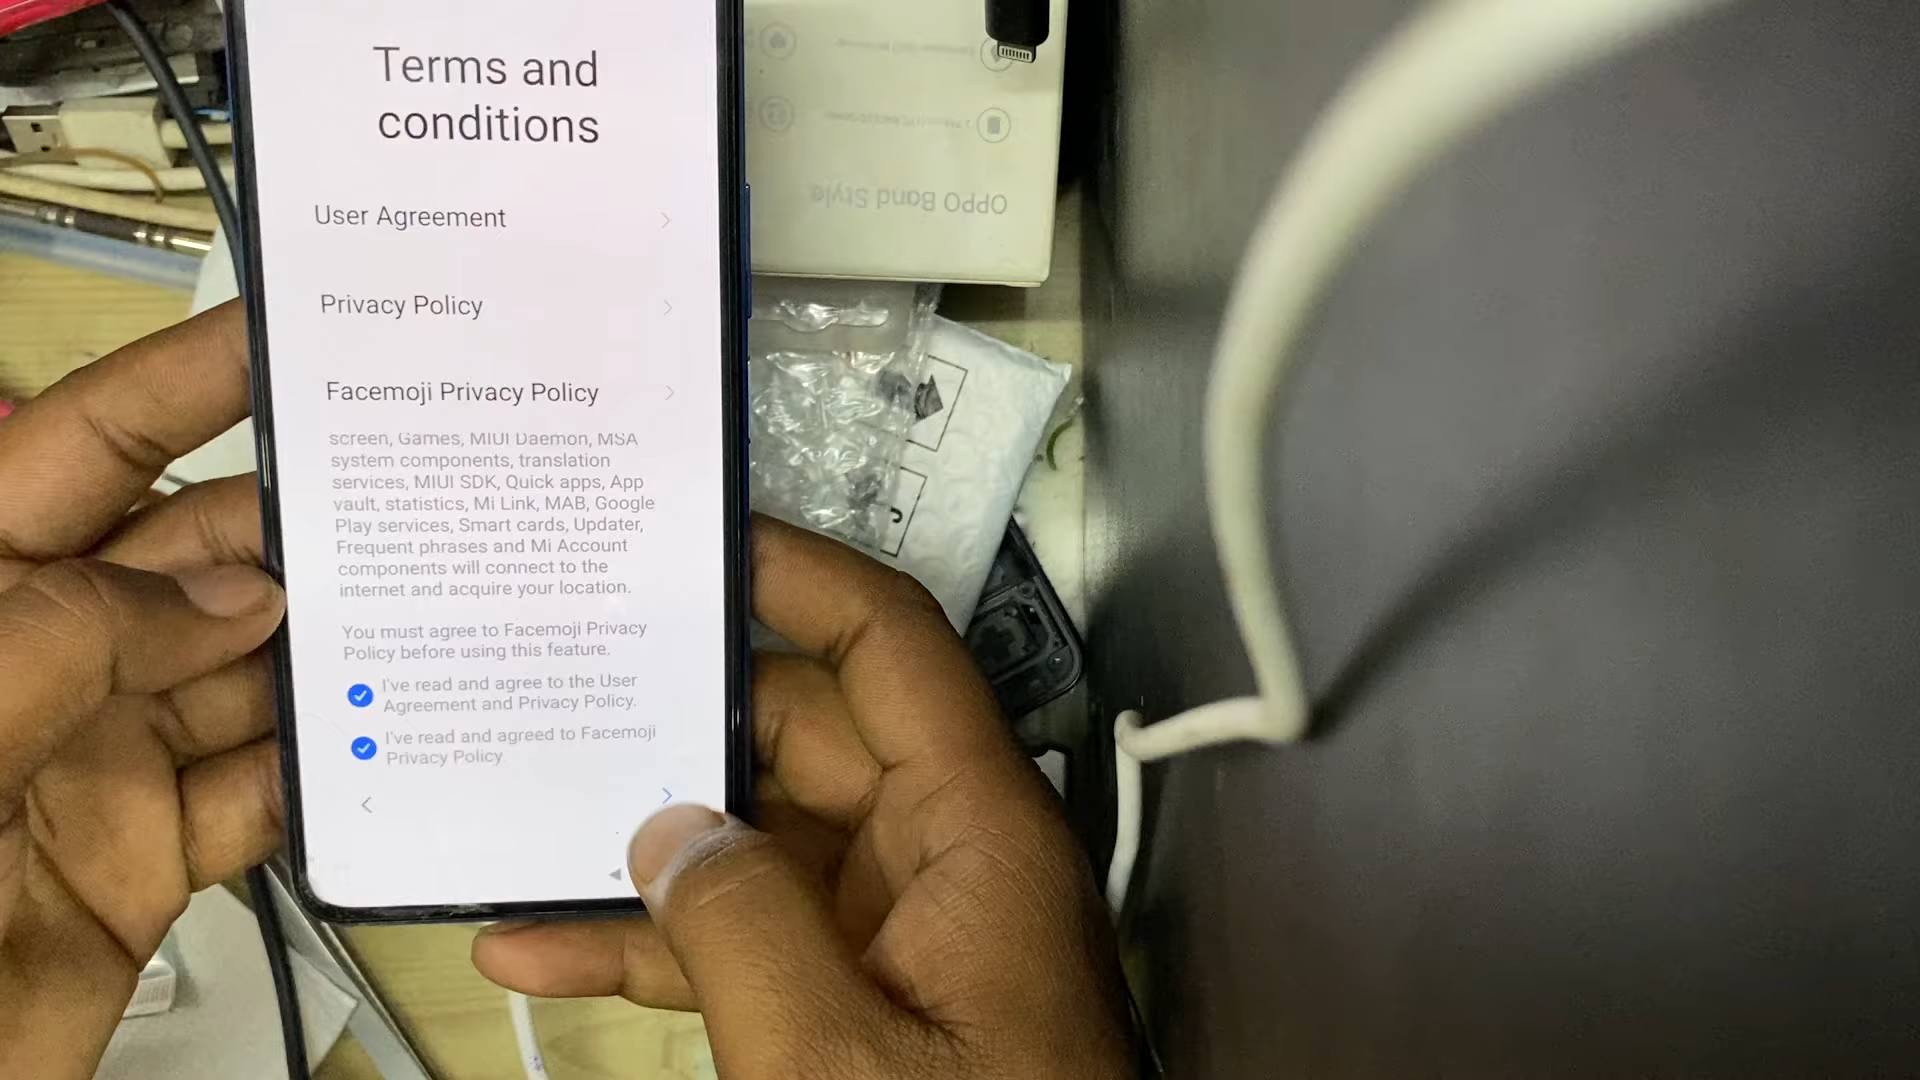 Terms and
conditions
User Agreement
Privacy Policy
Facemoji Privacy Policy
screen, Games, MIUI Daemon, MSA
system components, translation
services, MIUI SDK, Quick apps, App
vault, statistics, Mi Link, MAB, Google
Play services, Smart cards, Updater,
Frequent phrases and Mi Account
components will connect to the
internet and acquire your location.
You must agree to Facemoji Privacy
Policy before using this feature.
I've read and agree to the User
Agreement and Privacy Policy.
I've read and agreed to Facemoji
Privacy Policy.
OPPO Band Style